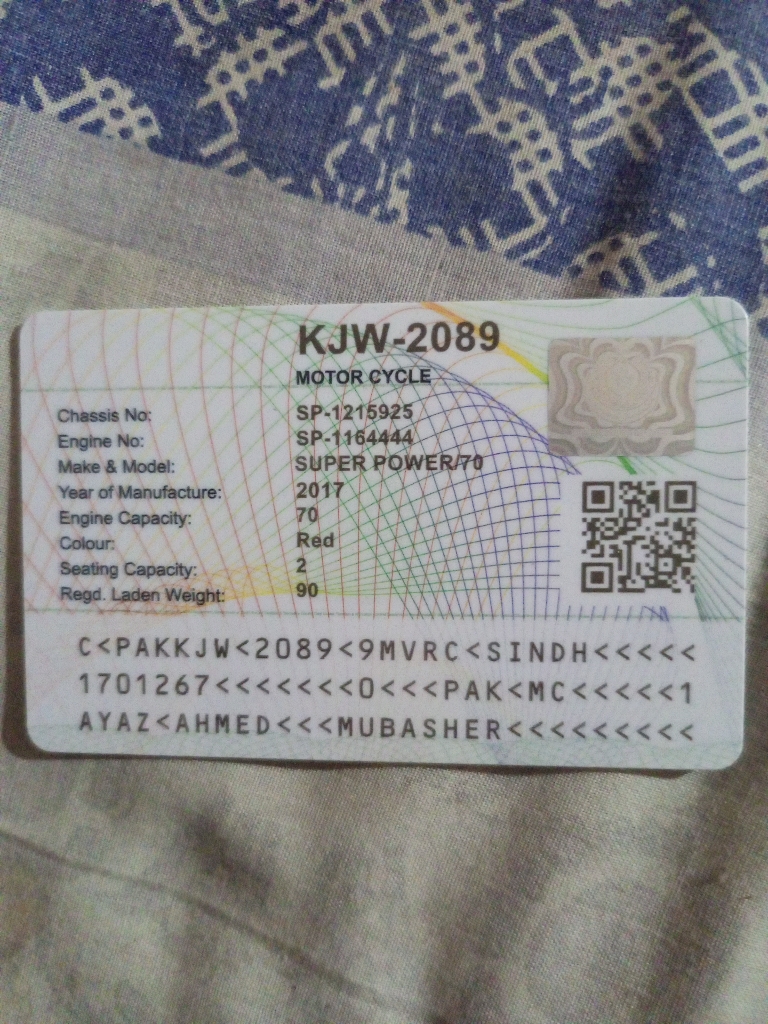 KJW-2089
MOTOR CYCLE
Chassis No: SP-1215925
Engine No: SP-1164444
Make & Model: SUPER POWER/70
Year of Manufacture: 2017
Engine Capacity: 70
Colour: Red
Seating Capacity: 2
Regd. Laden Weight: 90
C<PAKKJW<2089<9MVRC<SINDH<<<<<
1701267<<<<<<<0<<<PAK<MC<<<<<1
AYAZ<AHMED<<<MUBASHER<<<<<<<<<